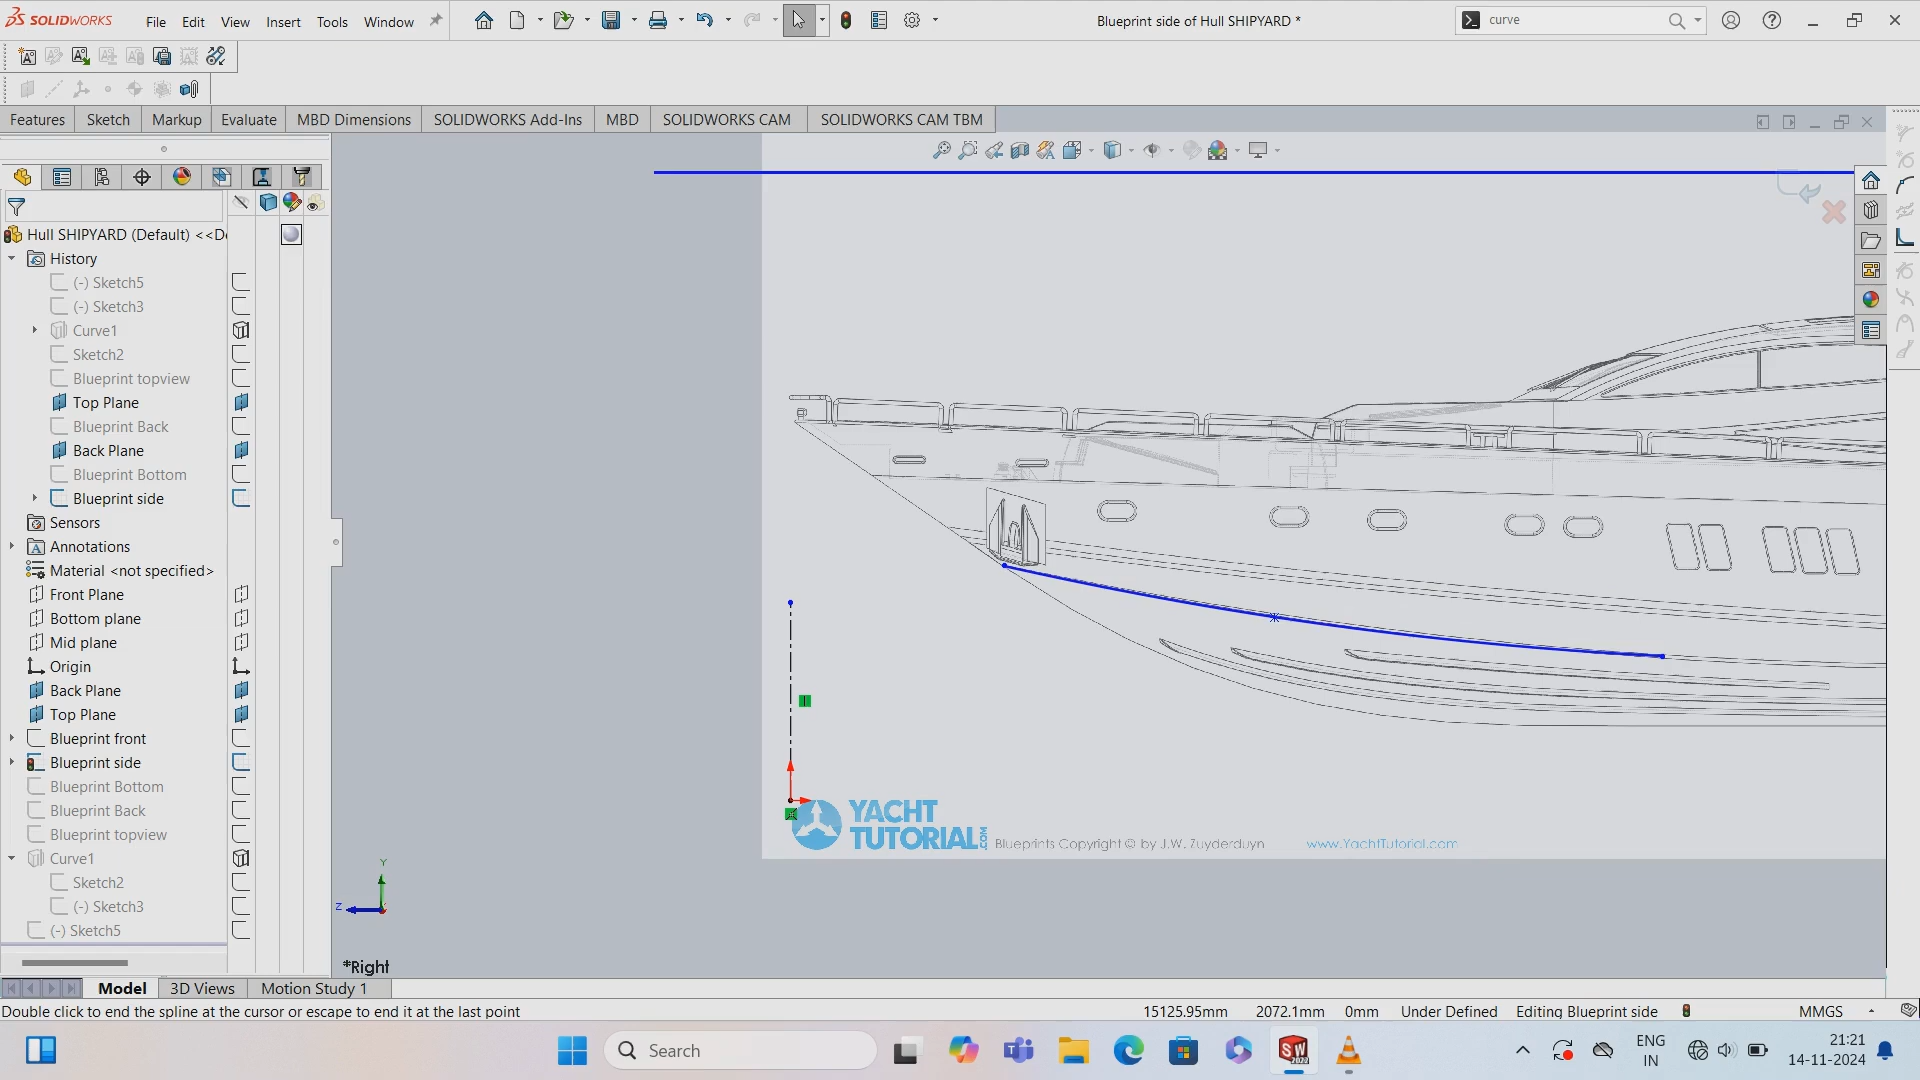 SOLIDWORKS
File Edit View Insert Tools Window
Blueprint side of Hull SHIPYARD *
curve
Features Sketch Markup Evaluate MBD Dimensions SOLIDWORKS Add-Ins MBD SOLIDWORKS CAM SOLIDWORKS CAM TBM
Hull SHIPYARD (Default) <<De
History
(-) Sketch5
(-) Sketch3
Curve1
Sketch2
Blueprint topview
Top Plane
Blueprint Back
Back Plane
Blueprint Bottom
Blueprint side
Sensors
Annotations
Material <not specified>
Front Plane
Bottom plane
Mid plane
Origin
Back Plane
Top Plane
Blueprint front
Blueprint side
Blueprint Bottom
Blueprint Back
Blueprint topview
Curve1
Sketch2
(-) Sketch3
(-) Sketch5
Y
Z
*Right
YACHT
TUTORIAL.COM
Blueprints Copyright © by J.W. Zuyderduyn www.YachtTutorial.com
Model 3D Views Motion Study 1
Double click to end the spline at the cursor or escape to end it at the last point
15125.95mm 2072.1mm 0mm Under Defined Editing Blueprint side MMGS
Search
ENG
IN
21:21
14-11-2024